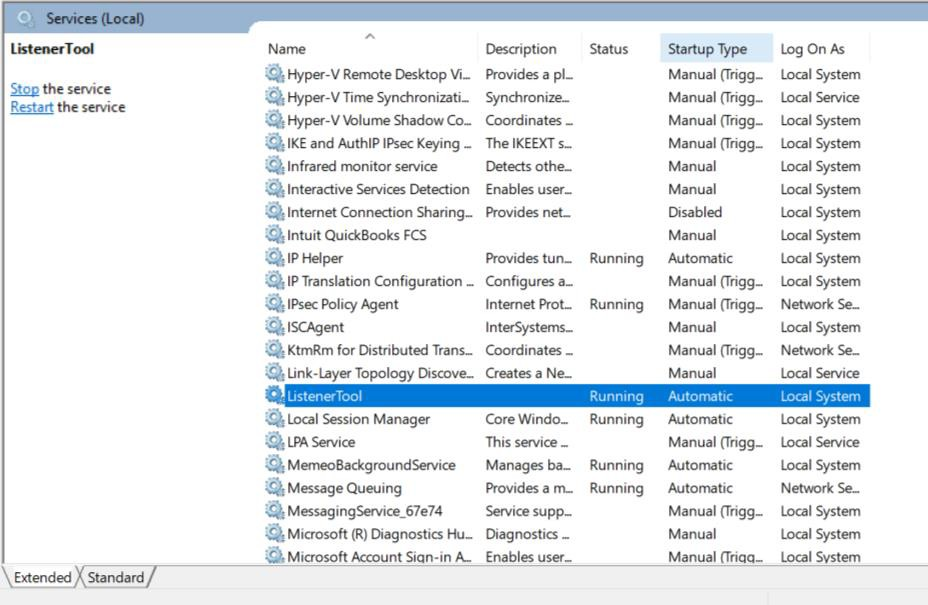 Services (Local)
ListenerTool
Stop the service
Restart the service
Name Description Status Startup Type Log On As
Hyper-V Remote Desktop Vi... Provides a pl... Manual (Trigg... Local System
Hyper-V Time Synchronizati... Synchronize... Manual (Trigg... Local Service
Hyper-V Volume Shadow Co... Coordinates ... Manual (Trigg... Local System
IKE and AuthIP IPsec Keying ... The IKEEXT s... Manual (Trigg... Local System
Infrared monitor service Detects othe... Manual Local System
Interactive Services Detection Enables user... Manual Local System
Internet Connection Sharing... Provides net... Disabled Local System
Intuit QuickBooks FCS Manual Local System
IP Helper Provides tun... Running Automatic Local System
IP Translation Configuration ... Configures a... Manual (Trigg... Local System
IPsec Policy Agent Internet Prot... Running Manual (Trigg... Network Se...
ISCAgent InterSystems... Manual Local System
KtmRm for Distributed Trans... Coordinates ... Manual (Trigg... Network Se...
Link-Layer Topology Discove... Creates a Ne... Manual Local Service
ListenerTool Running Automatic Local System
Local Session Manager Core Windo... Running Automatic Local System
LPA Service This service ... Manual (Trigg... Local Service
MemeoBackgroundService Manages ba... Running Automatic Local System
Message Queuing Provides a m... Running Automatic Network Se...
MessagingService_67e74 Service supp... Manual (Trigg... Local System
Microsoft (R) Diagnostics Hu... Diagnostics ... Manual Local System
Microsoft Account Sign-in A... Enables user... Manual (Trigg... Local System
Extended Standard